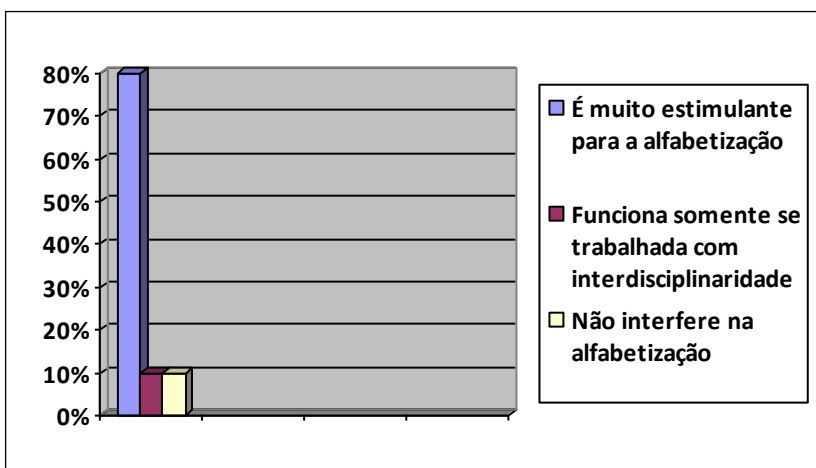 80%
70%
60%
50%
40%
30%
20%
10%
0%
É muito estimulante
para a alfabetização
Funciona somente se
trabalhada com
interdisciplinaridade
Não interfere na
alfabetização